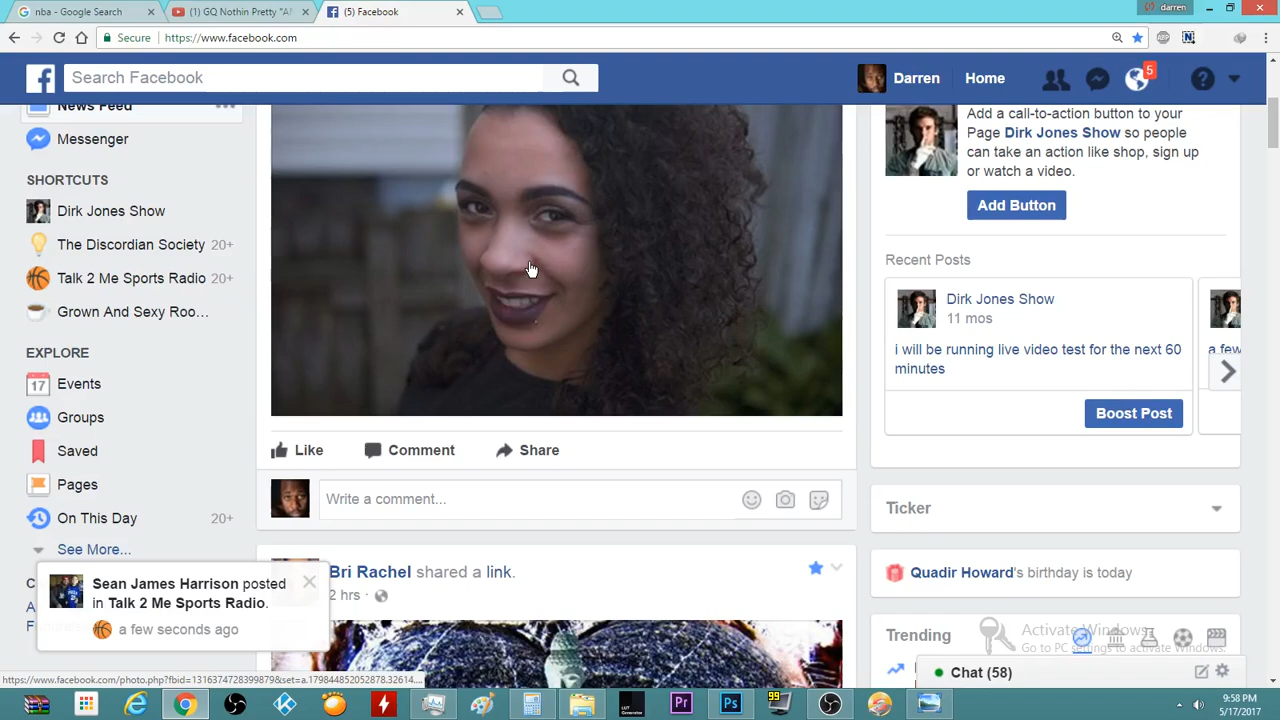 nba - Google Search
(1) GQ Nothin Pretty "AN
(5) Facebook
darren
Secure
https://www.facebook.com
Search Facebook
Darren
Home
5
News Feed
Messenger
SHORTCUTS
Dirk Jones Show
The Discordian Society 20+
Talk 2 Me Sports Radio 20+
Grown And Sexy Roo...
EXPLORE
17 Events
Groups
Saved
Pages
On This Day 20+
See More...
Sean James Harrison posted
in Talk 2 Me Sports Radio.
a few seconds ago
Like
Comment
Share
Write a comment...
Bri Rachel shared a link.
2 hrs
Add a call-to-action button to your
Page Dirk Jones Show so people
can take an action like shop, sign up
or watch a video.
Add Button
Recent Posts
Dirk Jones Show
11 mos
i will be running live video test for the next 60
minutes
a few
Boost Post
Ticker
Quadir Howard's birthday is today
Trending
Activate Windows
Go to PC settings to activate Windows.
Chat (58)
LUT
Generator
Pr
Ps
99
9:58 PM
5/17/2017